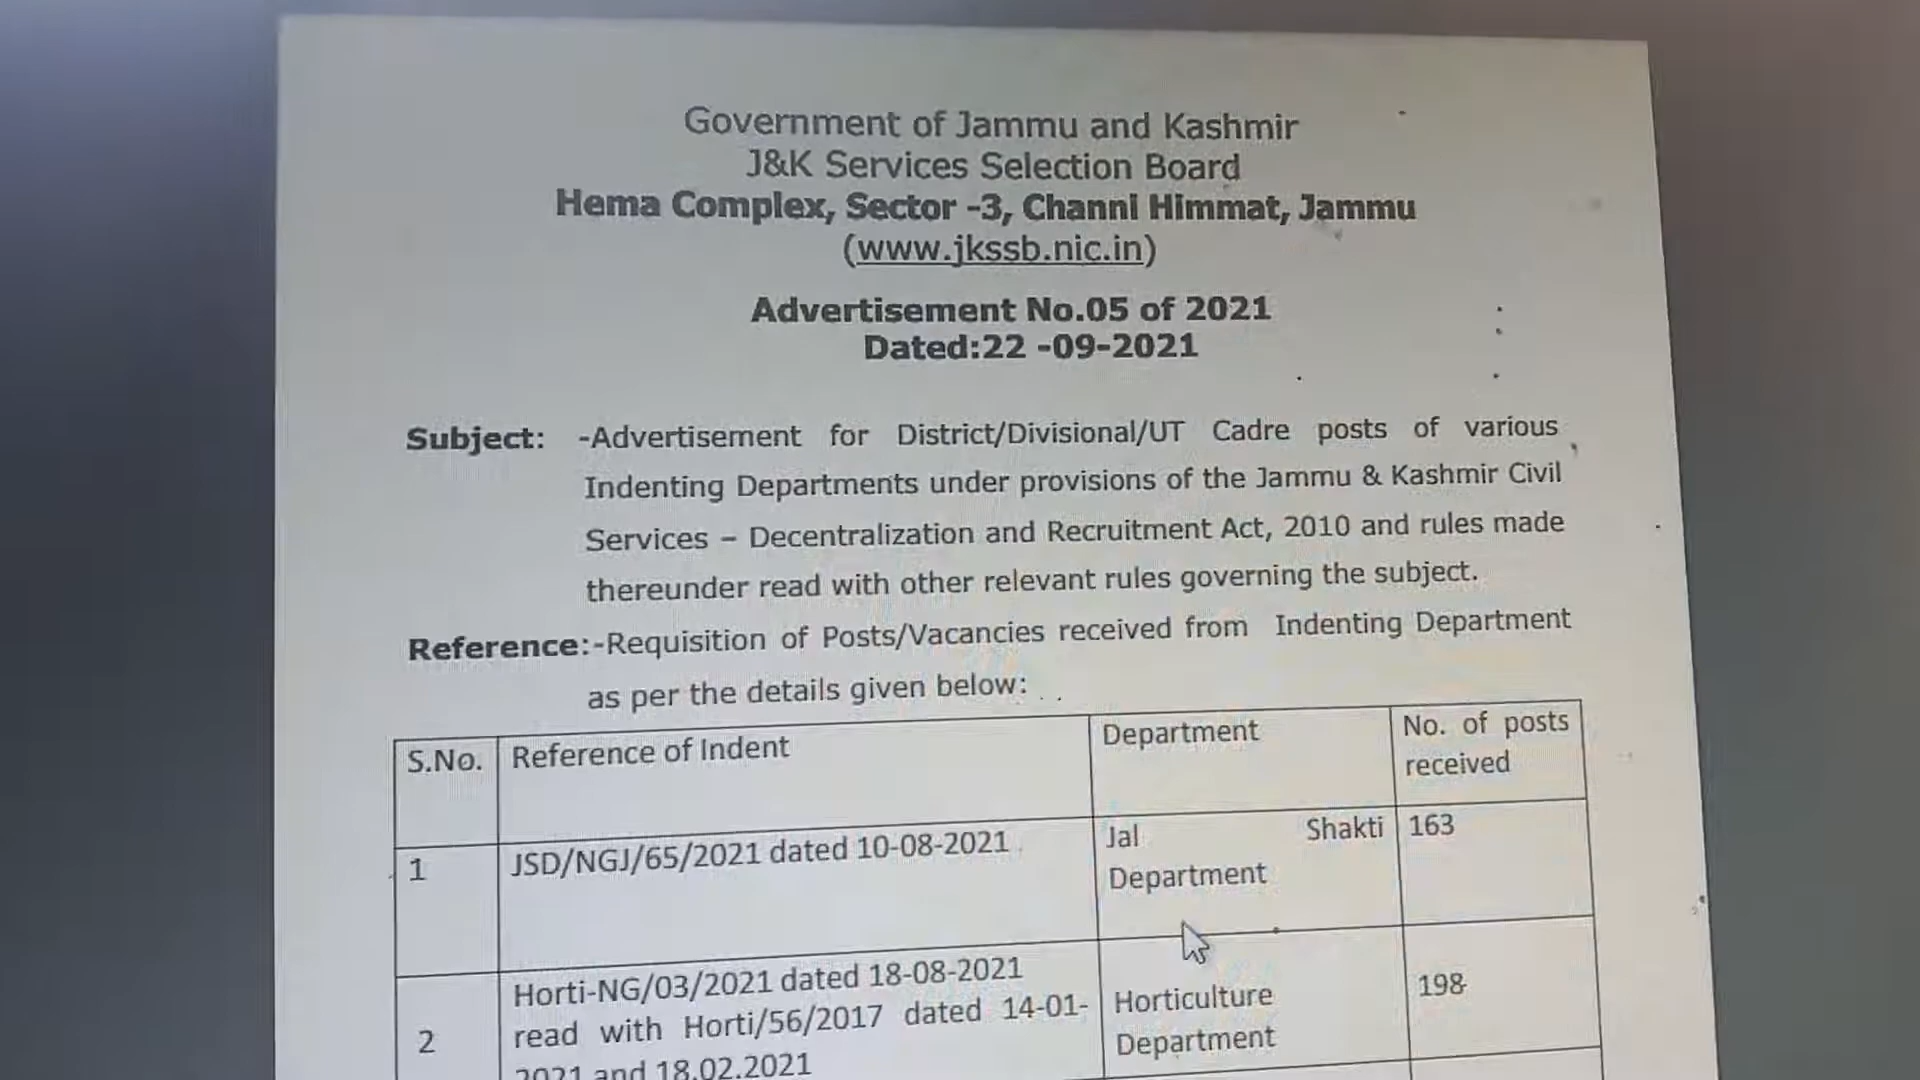 Government of Jammu and Kashmir
J&K Services Selection Board
Hema Complex, Sector -3, Channi Himmat, Jammu
(www.jkssb.nic.in)
Advertisement No.05 of 2021
Dated:22 -09-2021
Subject: -Advertisement for District/Divisional/UT Cadre posts of various
Indenting Departments under provisions of the Jammu & Kashmir Civil
Services – Decentralization and Recruitment Act, 2010 and rules made
thereunder read with other relevant rules governing the subject.
Reference:-Requisition of Posts/Vacancies received from Indenting Department
as per the details given below:
S.No. Reference of Indent Department No. of posts
received
1 JSD/NGJ/65/2021 dated 10-08-2021 Jal Shakti 163
Department
Horti-NG/03/2021 dated 18-08-2021
2 read with Horti/56/2017 dated 14-01- Horticulture 198
2021 and 18.02.2021 Department